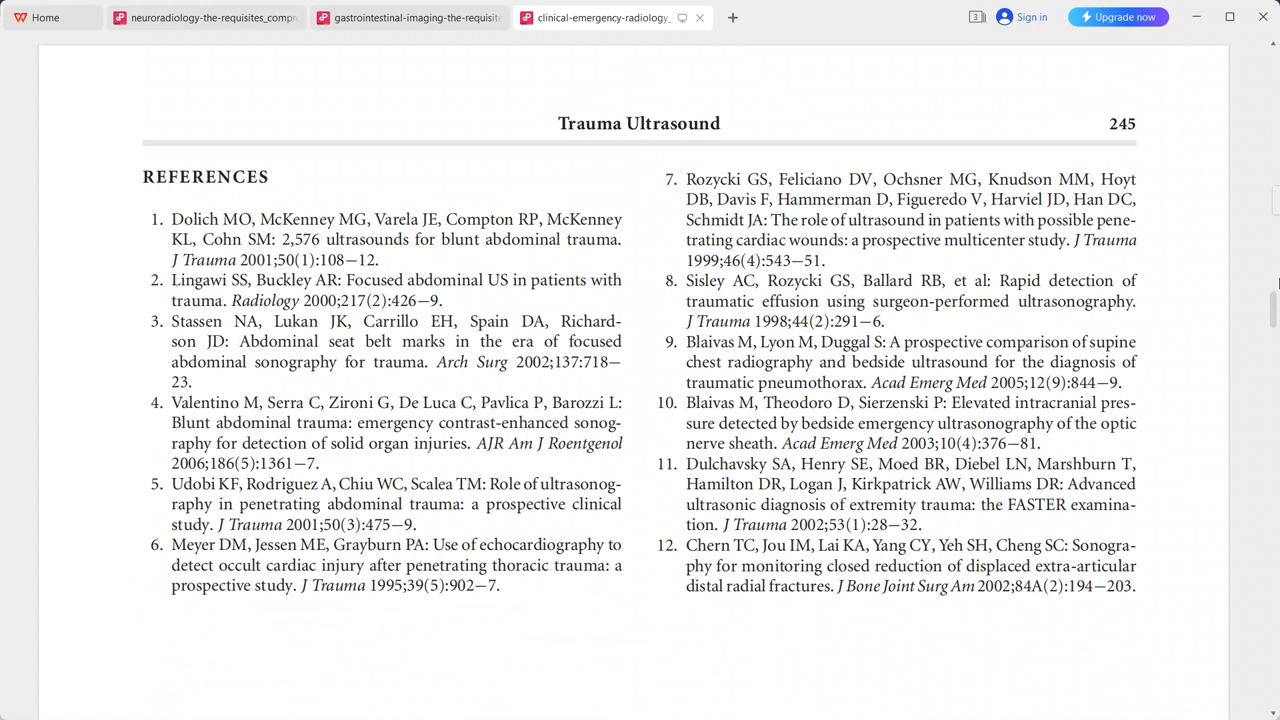 Home
neuroradiology-the-requisites_compr
gastrointestinal-imaging-the-requisite
clinical-emergency-radiology_
3
Sign in
Upgrade now
Trauma Ultrasound
245
REFERENCES
1. Dolich MO, McKenney MG, Varela JE, Compton RP, McKenney
KL, Cohn SM: 2,576 ultrasounds for blunt abdominal trauma.
J Trauma 2001;50(1):108–12.
2. Lingawi SS, Buckley AR: Focused abdominal US in patients with
trauma. Radiology 2000;217(2):426–9.
3. Stassen NA, Lukan JK, Carrillo EH, Spain DA, Richard-
son JD: Abdominal seat belt marks in the era of focused
abdominal sonography for trauma. Arch Surg 2002;137:718–
23.
4. Valentino M, Serra C, Zironi G, De Luca C, Pavlica P, Barozzi L:
Blunt abdominal trauma: emergency contrast-enhanced sonog-
raphy for detection of solid organ injuries. AJR Am J Roentgenol
2006;186(5):1361–7.
5. Udobi KF, Rodriguez A, Chiu WC, Scalea TM: Role of ultrasonog-
raphy in penetrating abdominal trauma: a prospective clinical
study. J Trauma 2001;50(3):475–9.
6. Meyer DM, Jessen ME, Grayburn PA: Use of echocardiography to
detect occult cardiac injury after penetrating thoracic trauma: a
prospective study. J Trauma 1995;39(5):902–7.
7. Rozycki GS, Feliciano DV, Ochsner MG, Knudson MM, Hoyt
DB, Davis F, Hammerman D, Figueredo V, Harviel JD, Han DC,
Schmidt JA: The role of ultrasound in patients with possible pene-
trating cardiac wounds: a prospective multicenter study. J Trauma
1999;46(4):543–51.
8. Sisley AC, Rozycki GS, Ballard RB, et al: Rapid detection of
traumatic effusion using surgeon-performed ultrasonography.
J Trauma 1998;44(2):291–6.
9. Blaivas M, Lyon M, Duggal S: A prospective comparison of supine
chest radiography and bedside ultrasound for the diagnosis of
traumatic pneumothorax. Acad Emerg Med 2005;12(9):844–9.
10. Blaivas M, Theodoro D, Sierzenski P: Elevated intracranial pres-
sure detected by bedside emergency ultrasonography of the optic
nerve sheath. Acad Emerg Med 2003;10(4):376–81.
11. Dulchavsky SA, Henry SE, Moed BR, Diebel LN, Marshburn T,
Hamilton DR, Logan J, Kirkpatrick AW, Williams DR: Advanced
ultrasonic diagnosis of extremity trauma: the FASTER examina-
tion. J Trauma 2002;53(1):28–32.
12. Chern TC, Jou IM, Lai KA, Yang CY, Yeh SH, Cheng SC: Sonogra-
phy for monitoring closed reduction of displaced extra-articular
distal radial fractures. J Bone Joint Surg Am 2002;84A(2):194–203.